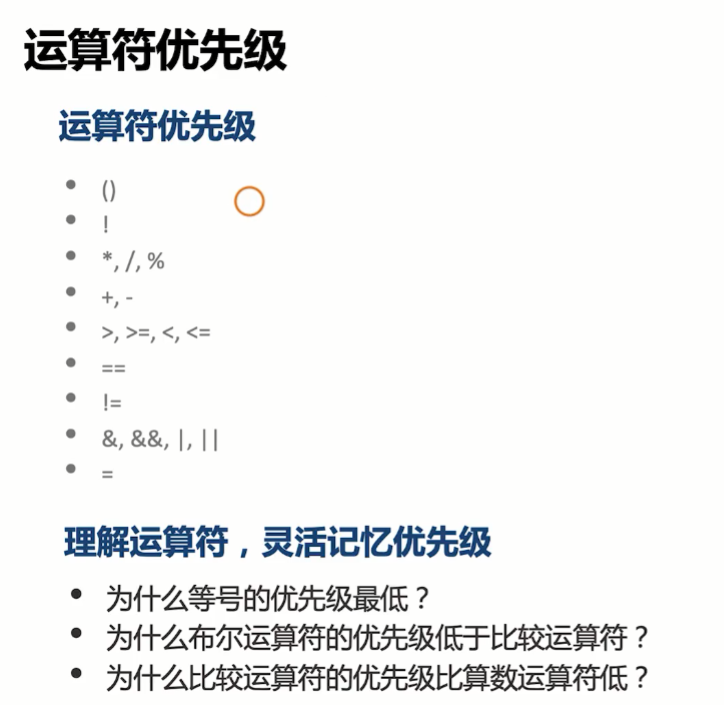 运算符优先级
运算符优先级
• ()
• !
• *, /, %
• +, -
• >, >=, <, <=
• ==
• !=
• &, &&, |, ||
• =
理解运算符，灵活记忆优先级
• 为什么等号的优先级最低？
• 为什么布尔运算符的优先级低于比较运算符？
• 为什么比较运算符的优先级比算数运算符低？